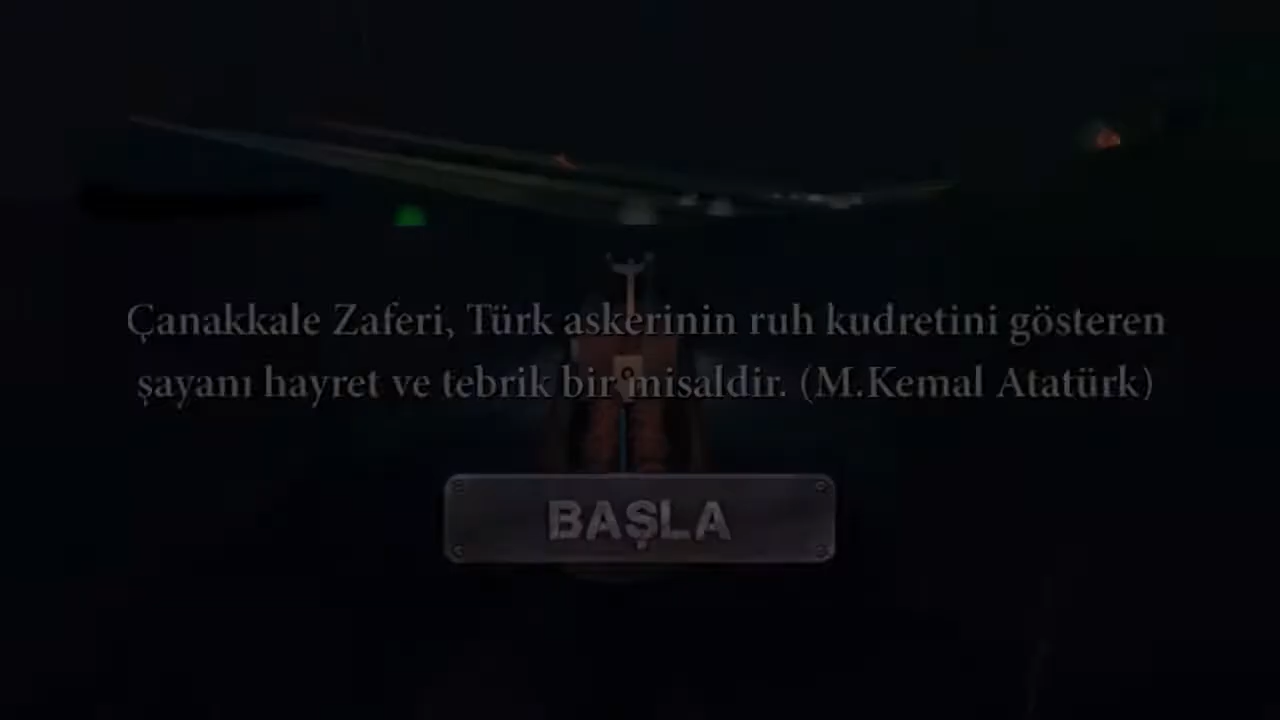 Çanakkale Zaferi, Türk askerinin ruh kudretini gösteren
şayanı hayret ve tebrik bir misaldir. (M.Kemal Atatürk)
BAŞLA